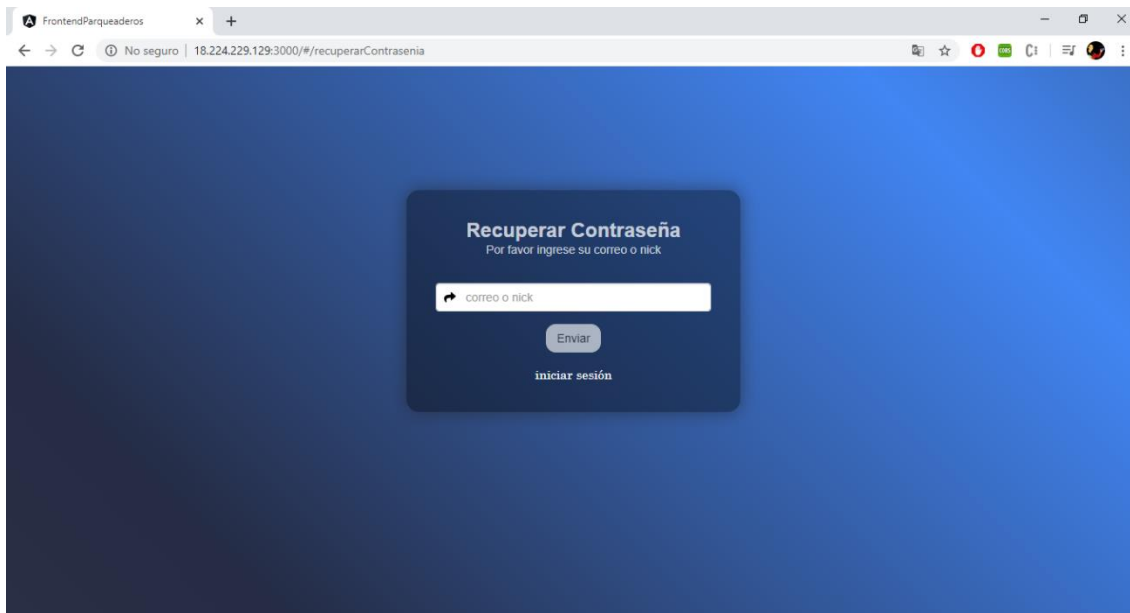 FrontendParqueaderos
No seguro | 18.224.229.129:3000/#/recuperarContrasenia
Recuperar Contraseña
Por favor ingrese su correo o nick
correo o nick
Enviar
iniciar sesión